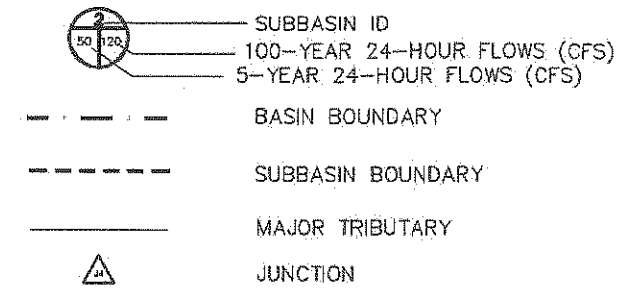 2 SUBBASIN ID
50 120 100-YEAR 24-HOUR FLOWS (CFS)
5-YEAR 24-HOUR FLOWS (CFS)
BASIN BOUNDARY
SUBBASIN BOUNDARY
MAJOR TRIBUTARY
J4 JUNCTION